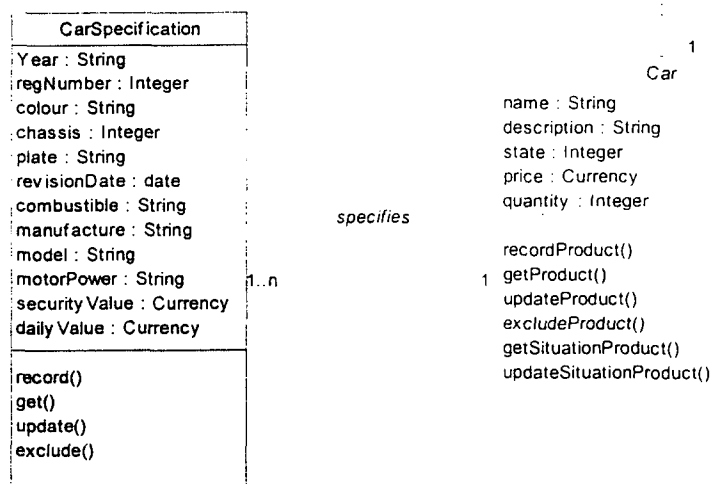 CarSpecification
Year : String
regNumber : Integer
colour : String
chassis : Integer
plate : String
revisionDate : date
combustible : String
manufacture : String
model : String
motorPower : String
security Value : Currency
daily Value : Currency
record()
get()
update()
exclude()
1..n
specifies
1
1
Car
name : String
description : String
state : Integer
price : Currency
quantity : Integer
recordProduct()
getProduct()
updateProduct()
excludeProduct()
getSituationProduct()
updateSituationProduct()